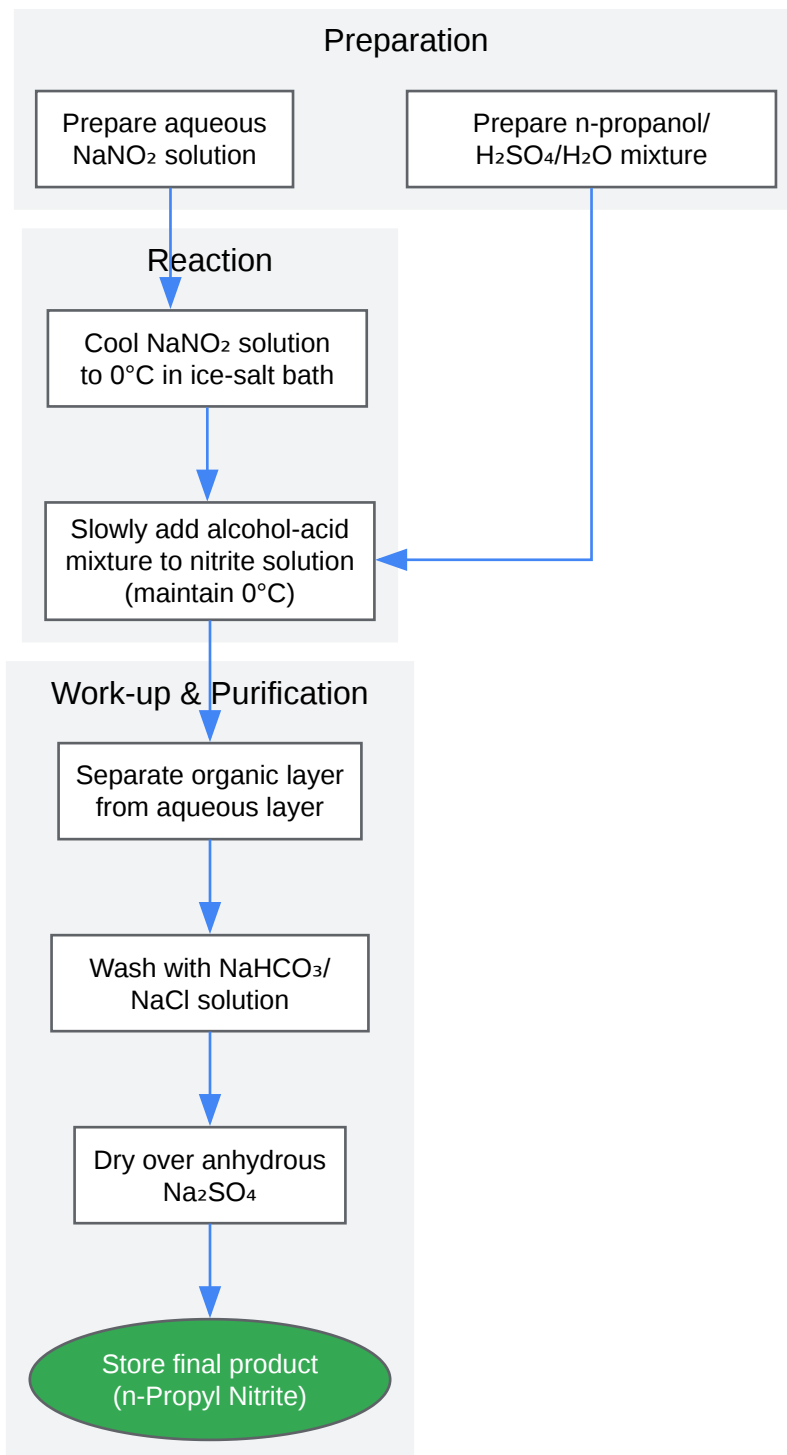 Preparation
Prepare aqueous
NaNO₂ solution
Prepare n-propanol/
H₂SO₄/H₂O mixture
Reaction
Cool NaNO₂ solution
to 0°C in ice-salt bath
Slowly add alcohol-acid
mixture to nitrite solution
(maintain 0°C)
Work-up & Purification
Separate organic layer
from aqueous layer
Wash with NaHCO₃/
NaCl solution
Dry over anhydrous
Na₂SO₄
Store final product
(n-Propyl Nitrite)